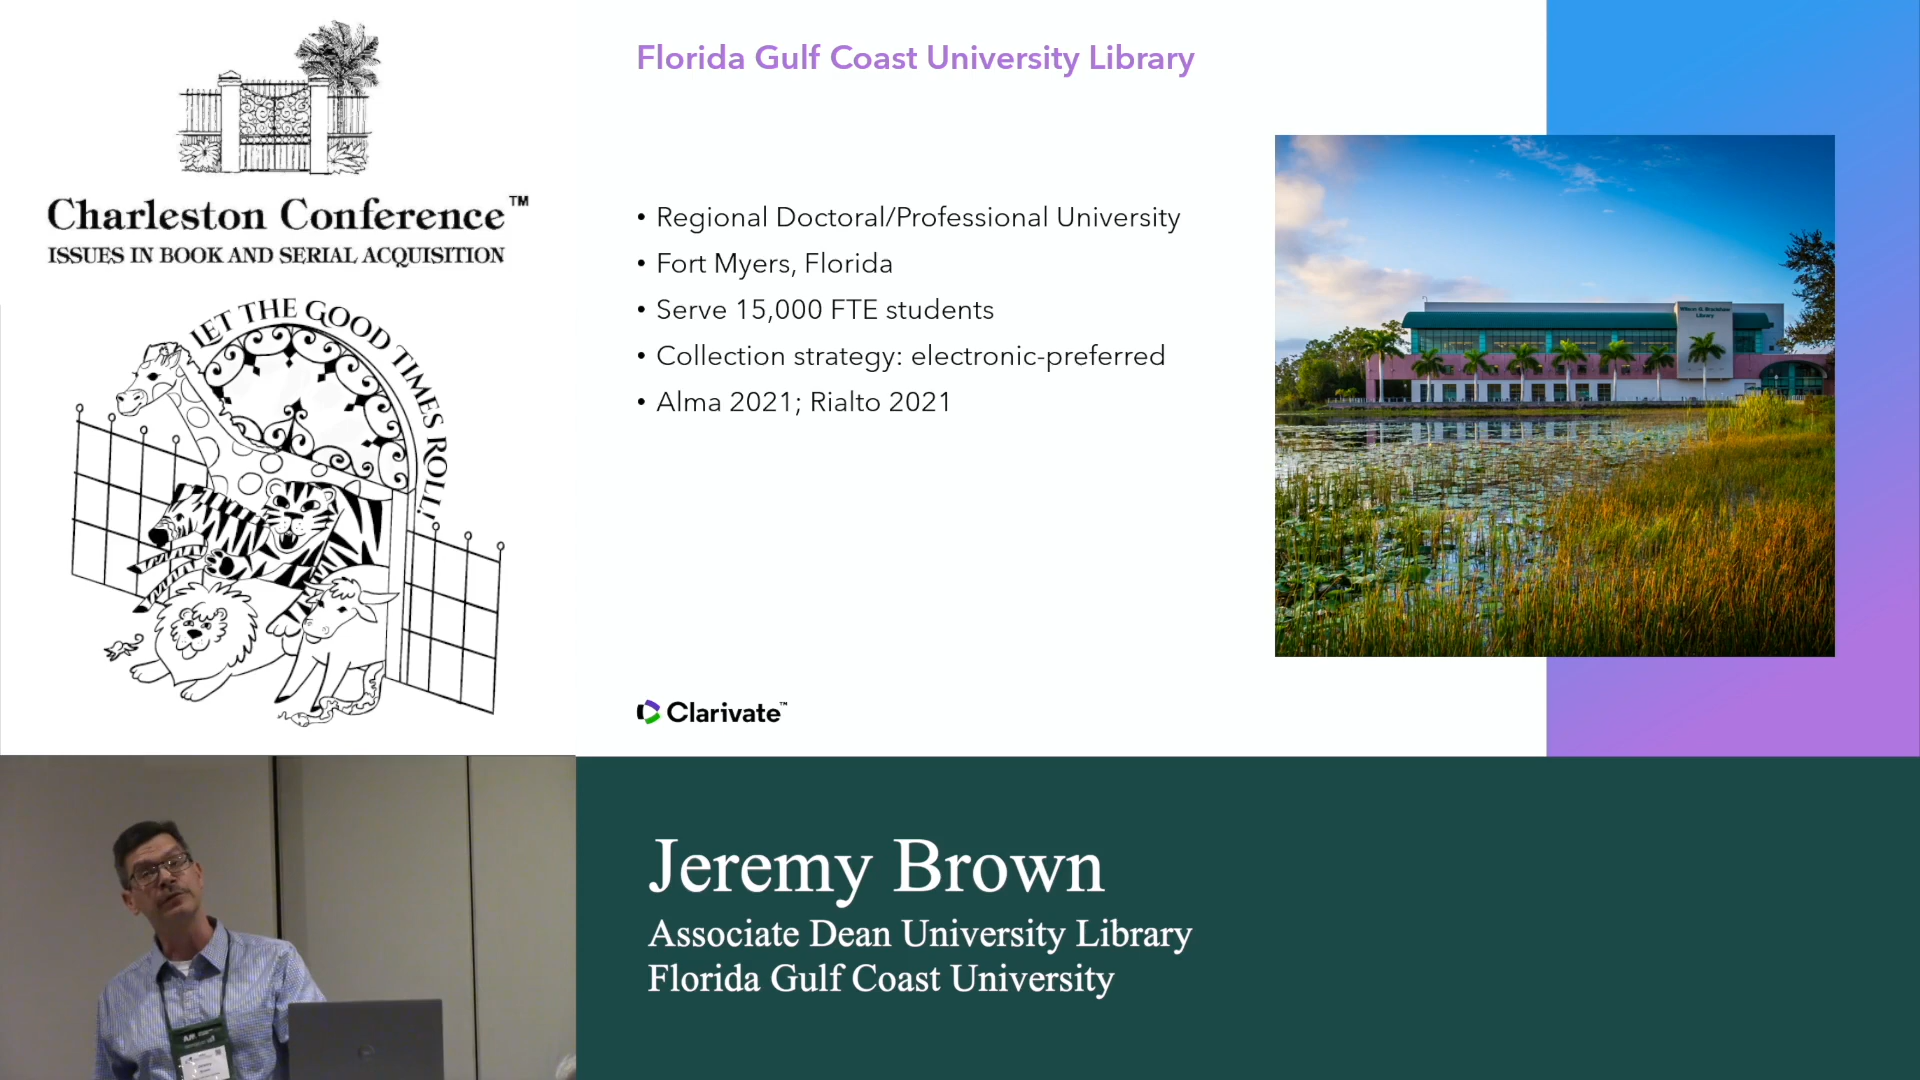 Charleston Conference™
ISSUES IN BOOK AND SERIAL ACQUISITION
LET THE GOOD TIMES ROLL!
Florida Gulf Coast University Library
• Regional Doctoral/Professional University
• Fort Myers, Florida
• Serve 15,000 FTE students
• Collection strategy: electronic-preferred
• Alma 2021; Rialto 2021
Library
Clarivate™
Jeremy Brown
Associate Dean University Library
Florida Gulf Coast University